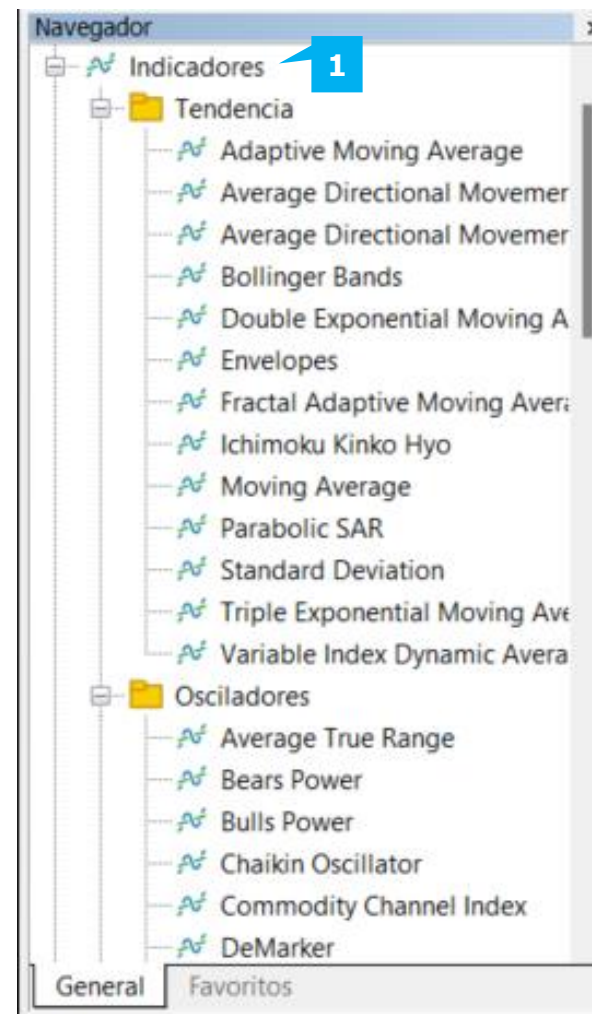 Navegador
Indicadores
1
Tendencia
Adaptive Moving Average
Average Directional Movemer
Average Directional Movemer
Bollinger Bands
Double Exponential Moving A
Envelopes
Fractal Adaptive Moving Avera
Ichimoku Kinko Hyo
Moving Average
Parabolic SAR
Standard Deviation
Triple Exponential Moving Ave
Variable Index Dynamic Avera
Osciladores
Average True Range
Bears Power
Bulls Power
Chaikin Oscillator
Commodity Channel Index
DeMarker
General
Favoritos